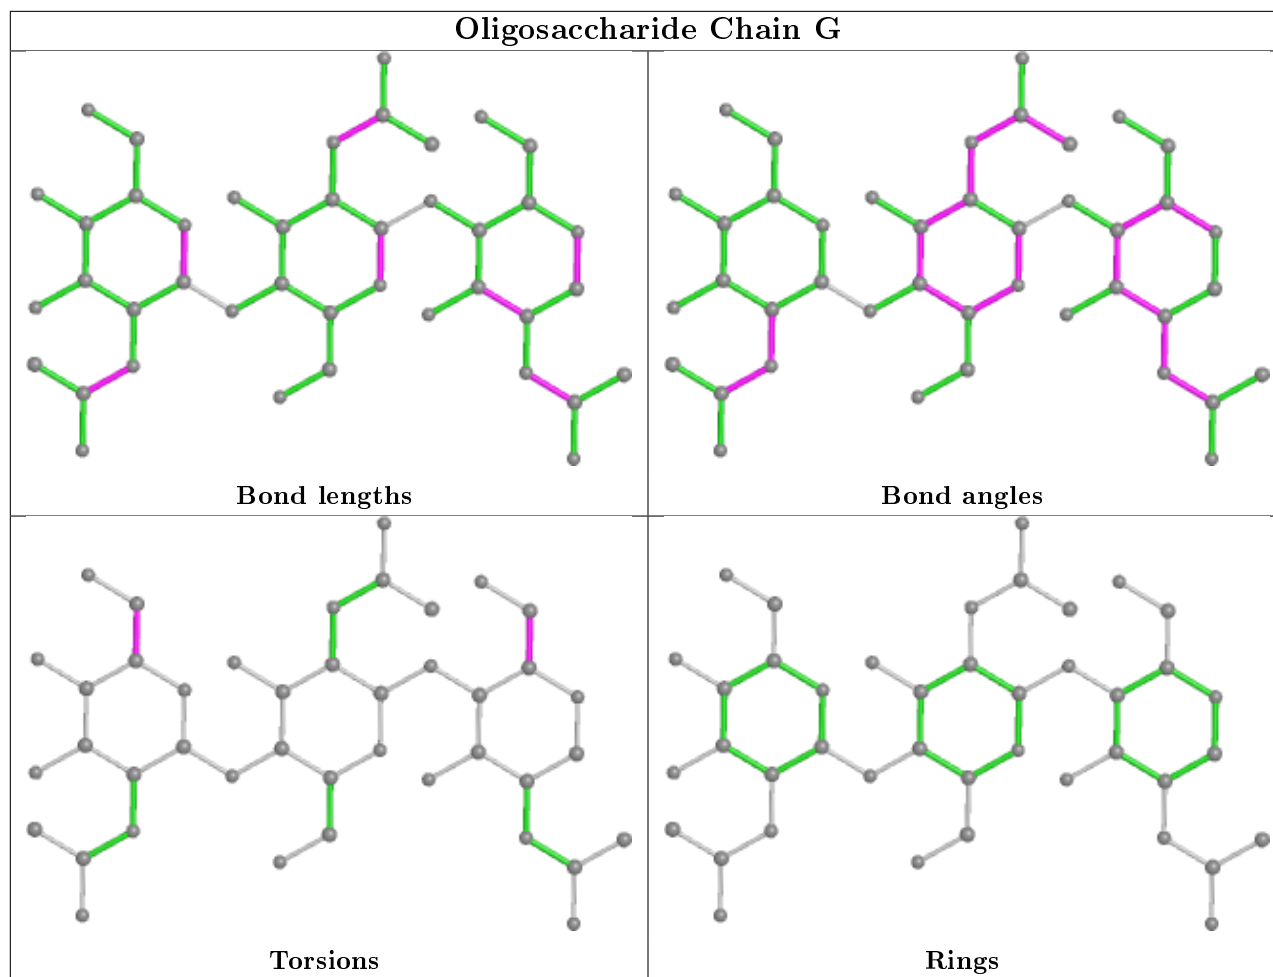 Oligosaccharide Chain G
Bond lengths
Bond angles
Torsions
Rings